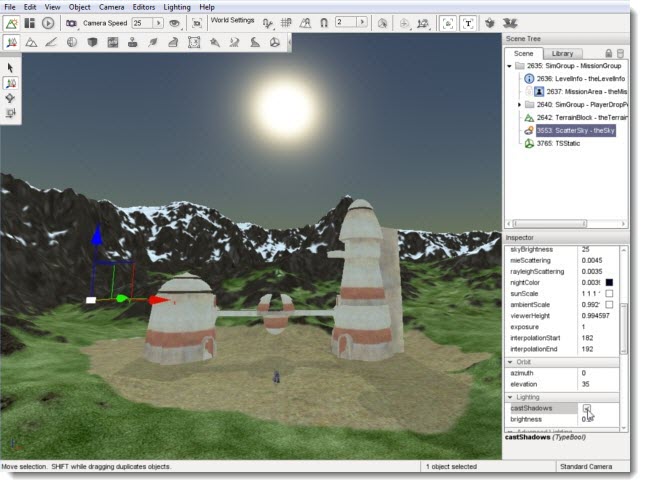 File Edit View Object Camera Editors Lighting Help
Camera Speed 25 World Settings 2
Scene Tree
Scene Library
2635: SimGroup - MissionGroup
2636: LevelInfo - theLevelInfo
2637: MissionArea - theMis
2640: SimGroup - PlayerDropP
2642: TerrainBlock - theTerrain
3553: ScatterSky - theSky
3765: TSStatic
Inspector
skyBrightness 25
mieScattering 0.0045
rayleighScattering 0.0035
nightColor 0.003
sunScale 1 1 1
ambientScale 0.992
viewerHeight 0.994597
exposure 1
interpolationStart 182
interpolationEnd 192
Orbit
azimuth 0
elevation 35
Lighting
castShadows
brightness
Advanced Lighting
castShadows (TypeBool)
Move selection. SHIFT while dragging duplicates objects. 1 object selected Standard Camera